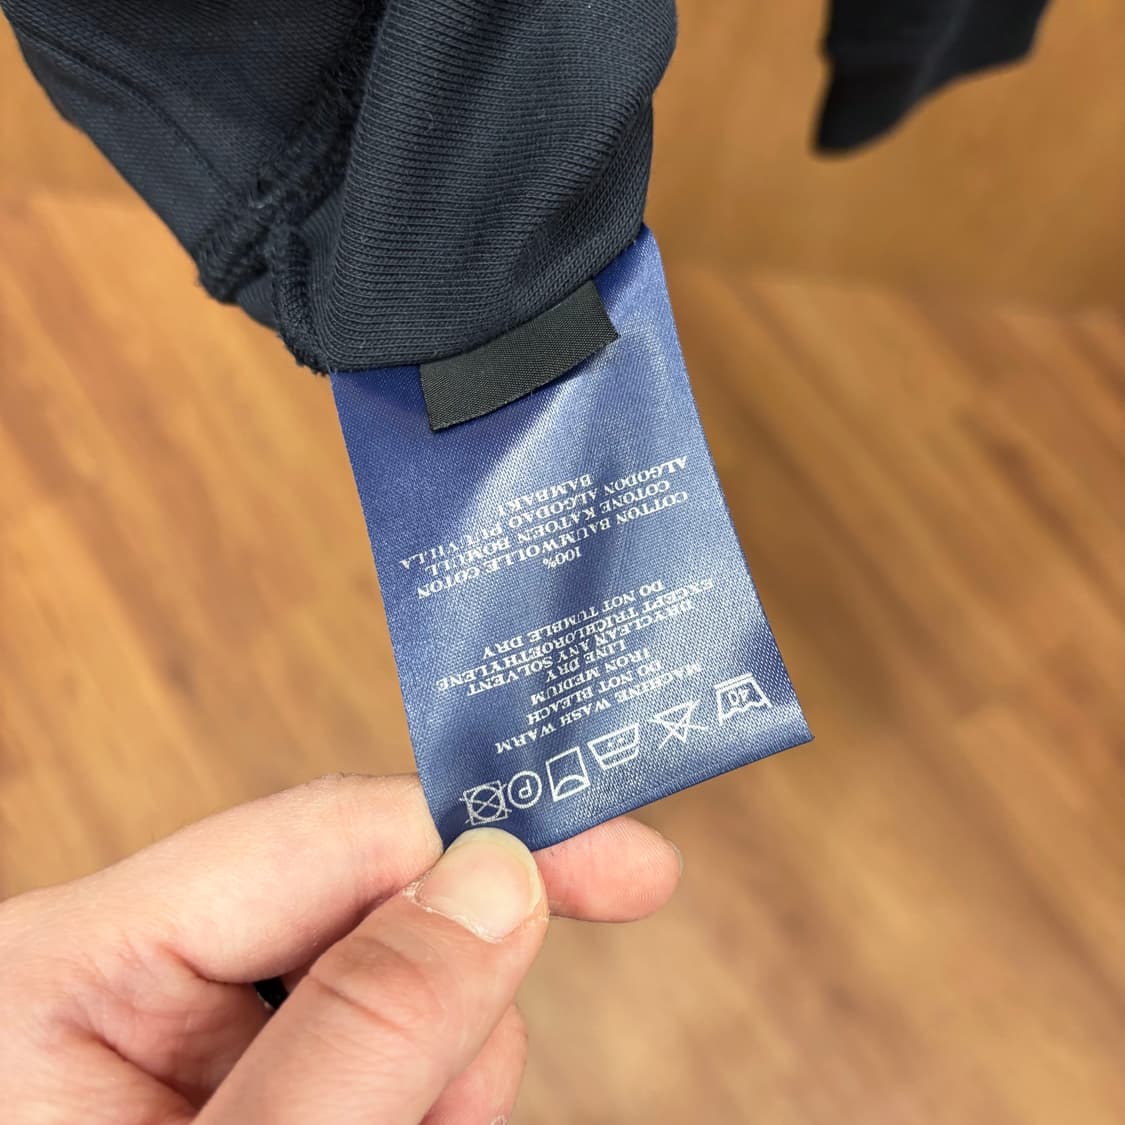 40
P
MACHINE WASH WARM
DO NOT BLEACH
IRON MEDIUM
LINE DRY
DRYCLEAN ANY SOLVENT
EXCEPT TRICHLOROETHYLENE
DO NOT TUMBLE DRY
100%
COTTON BAUMWOLLE COTON
COTONE KATOEN BOMULL
ALGODON ALGODAO PUUVILLA
BAMBAKI